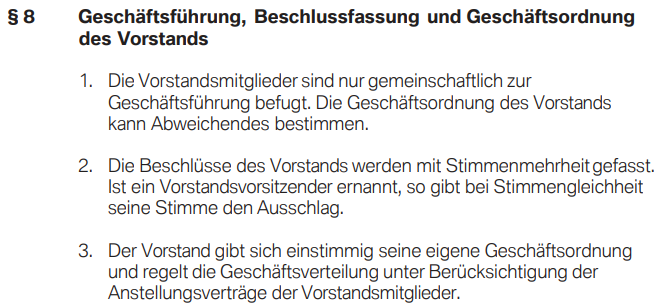 § 8 Geschäftsführung, Beschlussfassung und Geschäftsordnung
des Vorstands
1. Die Vorstandsmitglieder sind nur gemeinschaftlich zur
Geschäftsführung befugt. Die Geschäftsordnung des Vorstands
kann Abweichendes bestimmen.
2. Die Beschlüsse des Vorstands werden mit Stimmenmehrheit gefasst.
Ist ein Vorstandsvorsitzender ernannt, so gibt bei Stimmengleichheit
seine Stimme den Ausschlag.
3. Der Vorstand gibt sich einstimmig seine eigene Geschäftsordnung
und regelt die Geschäftsverteilung unter Berücksichtigung der
Anstellungsverträge der Vorstandsmitglieder.